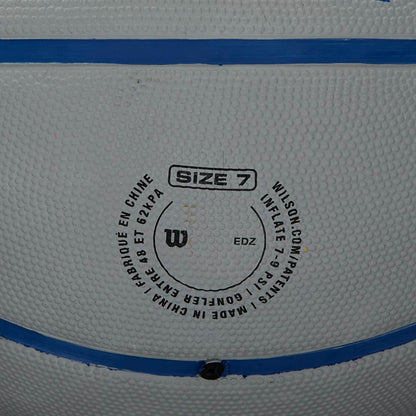 SIZE 7
WILSON.COM/PATENTS | MADE IN CHINA | FABRIQUÉ EN CHINE
INFLATE 7-9 PSI | GONFLER ENTRE 48 ET 62KPA
W EDZ